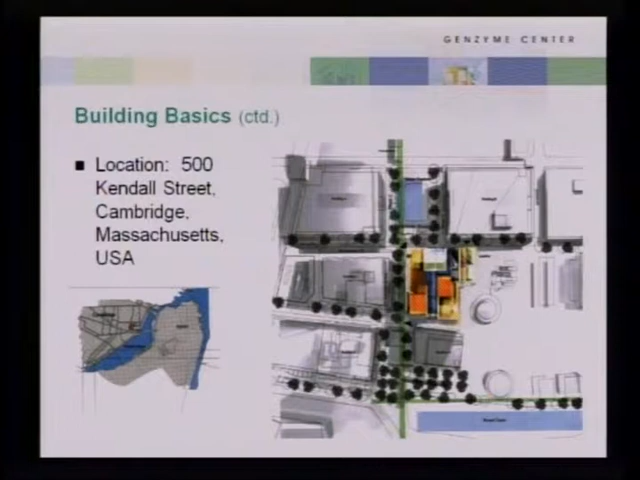 GENZYME CENTER
Building Basics (ctd.)
Location: 500
Kendall Street,
Cambridge,
Massachusetts,
USA